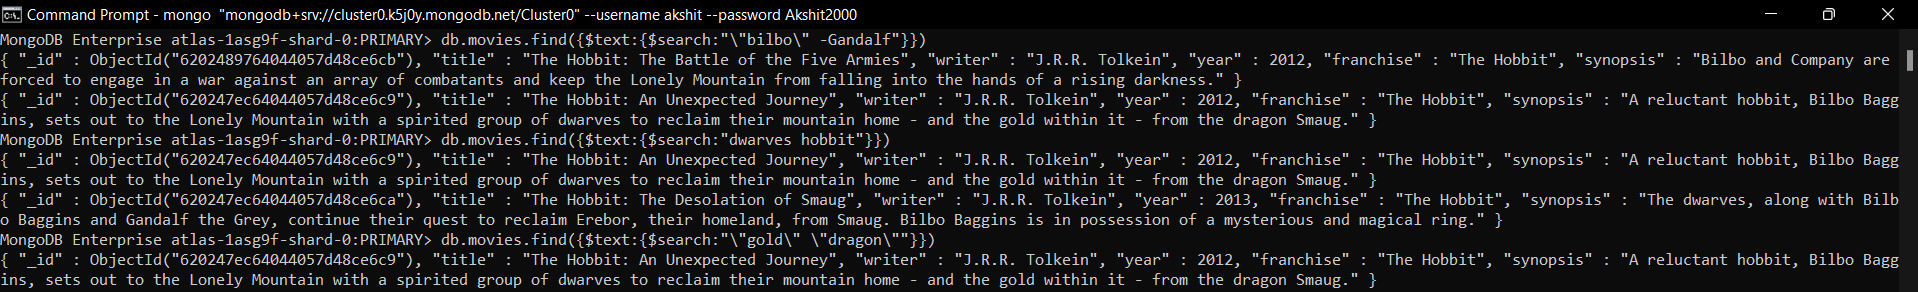 Command Prompt - mongo  "mongodb+srv://cluster0.k5j0y.mongodb.net/Cluster0" --username akshit --password Akshit2000
MongoDB Enterprise atlas-1asg9f-shard-0:PRIMARY> db.movies.find({$text:{$search:"\"bilbo\" -Gandalf"}})
{ "_id" : ObjectId("6202489764044057d48ce6cb"), "title" : "The Hobbit: The Battle of the Five Armies", "writer" : "J.R.R. Tolkein", "year" : 2012, "franchise" : "The Hobbit", "synopsis" : "Bilbo and Company are
forced to engage in a war against an array of combatants and keep the Lonely Mountain from falling into the hands of a rising darkness." }
{ "_id" : ObjectId("620247ec64044057d48ce6c9"), "title" : "The Hobbit: An Unexpected Journey", "writer" : "J.R.R. Tolkein", "year" : 2012, "franchise" : "The Hobbit", "synopsis" : "A reluctant hobbit, Bilbo Bagg
ins, sets out to the Lonely Mountain with a spirited group of dwarves to reclaim their mountain home - and the gold within it - from the dragon Smaug." }
MongoDB Enterprise atlas-1asg9f-shard-0:PRIMARY> db.movies.find({$text:{$search:"dwarves hobbit"}})
{ "_id" : ObjectId("620247ec64044057d48ce6c9"), "title" : "The Hobbit: An Unexpected Journey", "writer" : "J.R.R. Tolkein", "year" : 2012, "franchise" : "The Hobbit", "synopsis" : "A reluctant hobbit, Bilbo Bagg
ins, sets out to the Lonely Mountain with a spirited group of dwarves to reclaim their mountain home - and the gold within it - from the dragon Smaug." }
{ "_id" : ObjectId("620247ec64044057d48ce6ca"), "title" : "The Hobbit: The Desolation of Smaug", "writer" : "J.R.R. Tolkein", "year" : 2013, "franchise" : "The Hobbit", "synopsis" : "The dwarves, along with Bilb
o Baggins and Gandalf the Grey, continue their quest to reclaim Erebor, their homeland, from Smaug. Bilbo Baggins is in possession of a mysterious and magical ring." }
MongoDB Enterprise atlas-1asg9f-shard-0:PRIMARY> db.movies.find({$text:{$search:"\"gold\" \"dragon\""}})
{ "_id" : ObjectId("620247ec64044057d48ce6c9"), "title" : "The Hobbit: An Unexpected Journey", "writer" : "J.R.R. Tolkein", "year" : 2012, "franchise" : "The Hobbit", "synopsis" : "A reluctant hobbit, Bilbo Bagg
ins, sets out to the Lonely Mountain with a spirited group of dwarves to reclaim their mountain home - and the gold within it - from the dragon Smaug." }